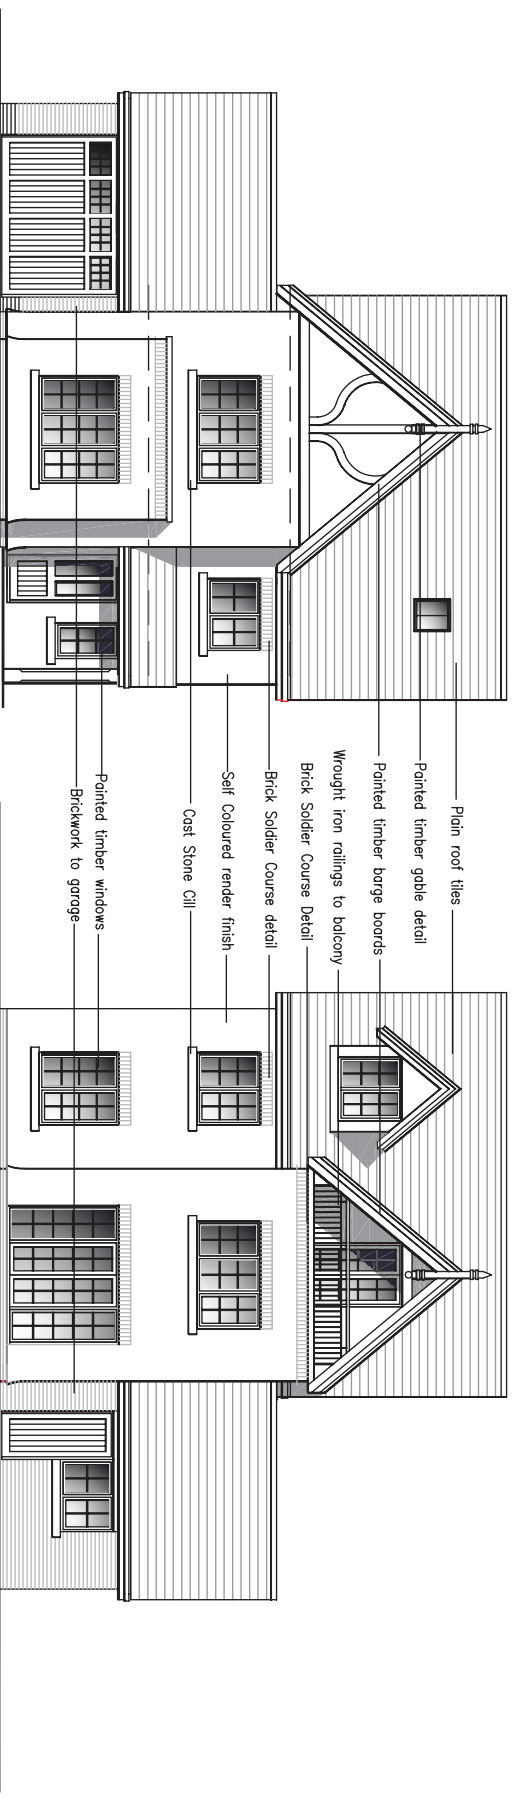 Plain roof tiles
Painted timber gable detail
Painted timber barge boards
Wrought iron railings to balcony
Brick Soldier Course Detail
Brick Soldier Course detail
Self Coloured render finish
Cast Stone Cill
Painted timber windows
Brickwork to garage